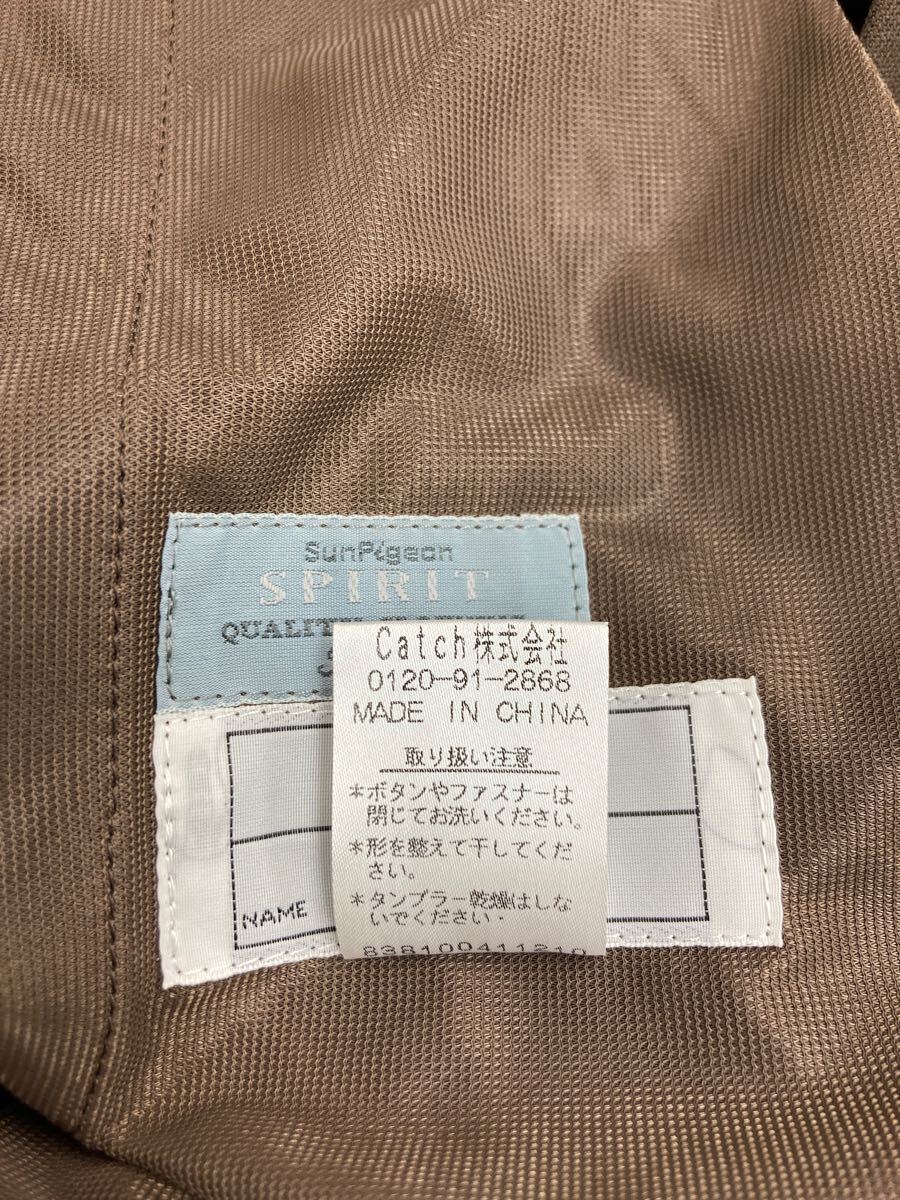 SunPigeon
SPIRIT
QUALITY
Catch株式会社
0120-91-2868
MADE IN CHINA
取り扱い注意
*ボタンやファスナーは
閉じてお洗いください。
*形を整えて干してくだ
さい。
*タンブラー乾燥はしな
いでください・
NAME
838100411210